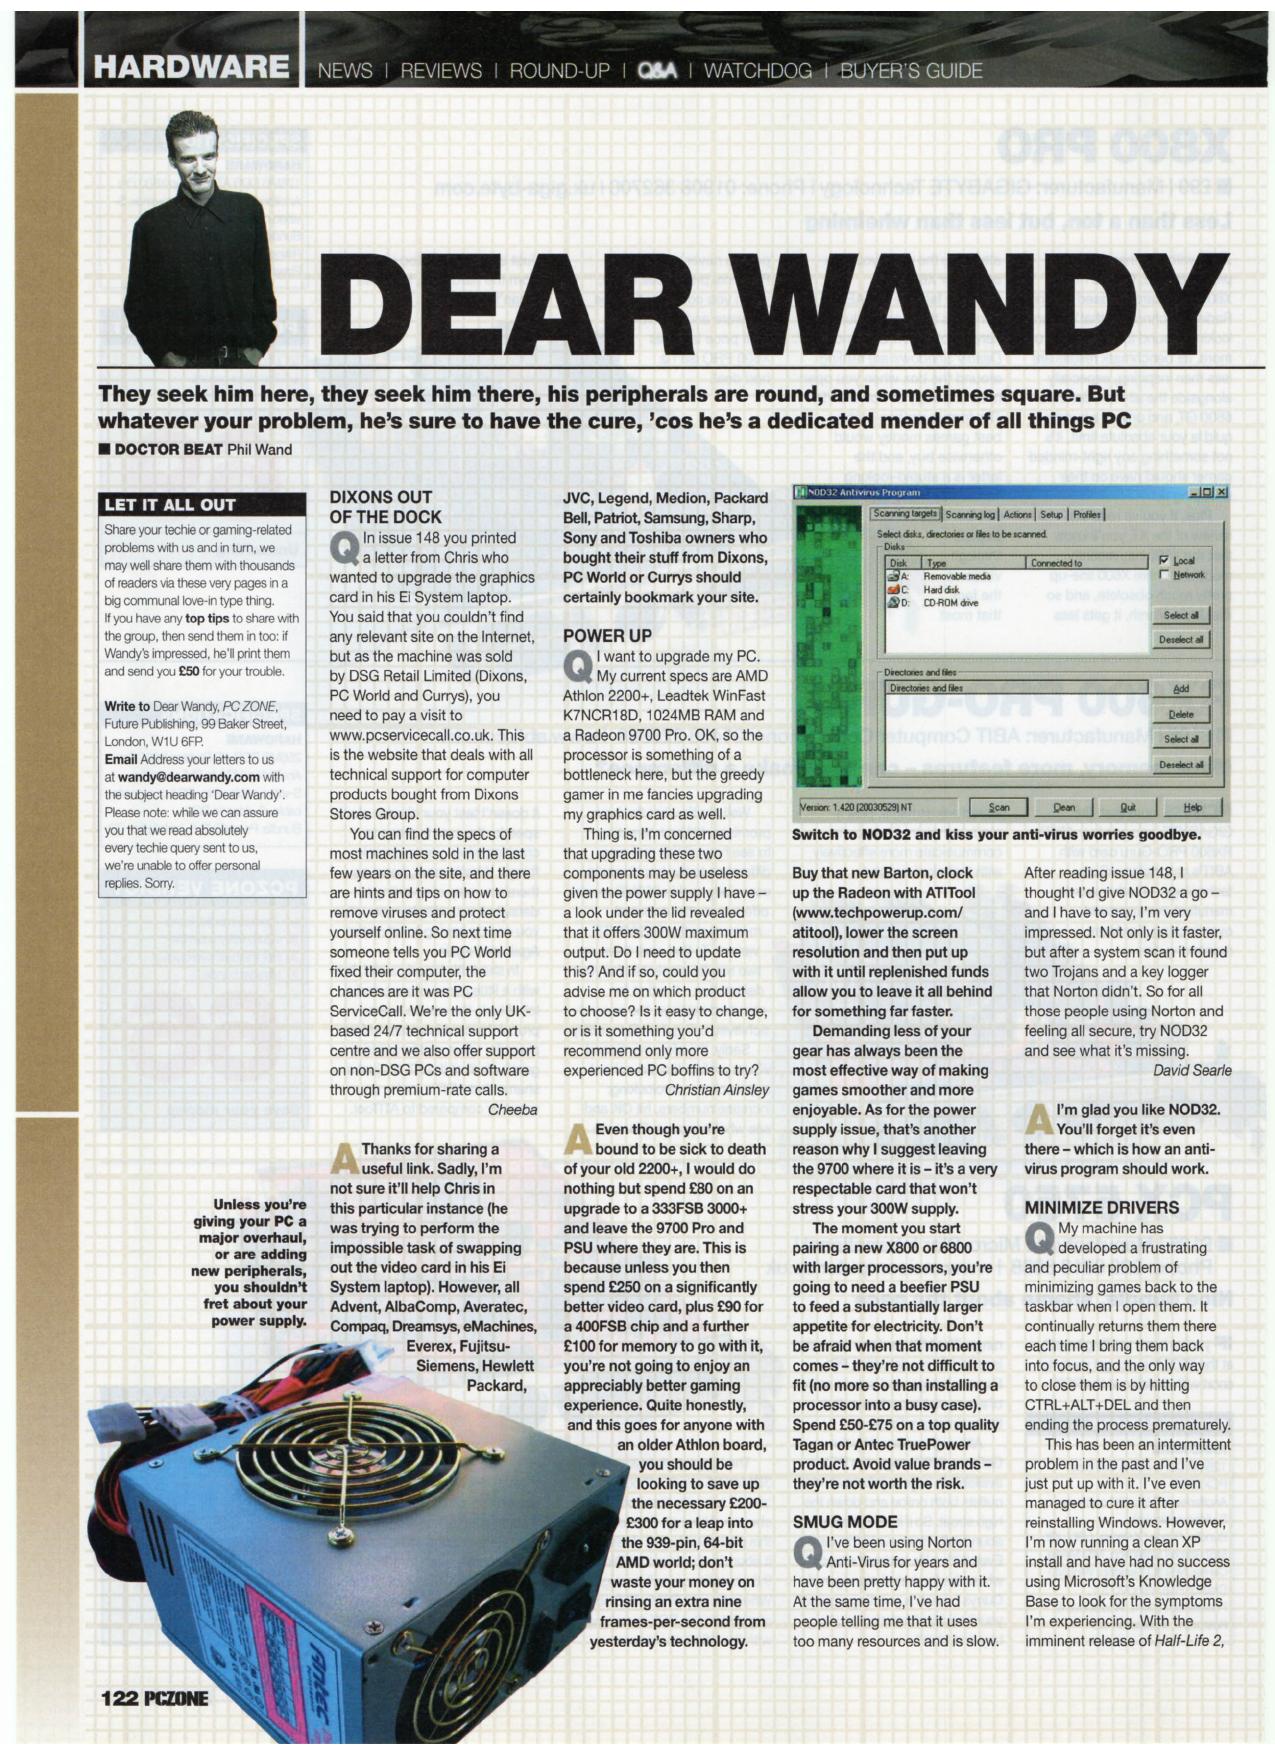 HARDWARE
NEWS | REVIEWS | ROUND-UP | Q&A | WATCHDOG | BUYER'S GUIDE
DEAR WANDY
They seek him here, they seek him there, his peripherals are round, and sometimes square. But
whatever your problem, he's sure to have the cure, 'cos he's a dedicated mender of all things PC
■ DOCTOR BEAT Phil Wand
LET IT ALL OUT
Share your techie or gaming-related
problems with us and in turn, we
may well share them with thousands
of readers via these very pages in a
big communal love-in type thing.
If you have any top tips to share with
the group, then send them in too: if
Wandy's impressed, he'll print them
and send you £50 for your trouble.
Write to Dear Wandy, PC ZONE,
Future Publishing, 99 Baker Street,
London, W1U 6FP.
Email Address your letters to us
at wandy@dearwandy.com with
the subject heading 'Dear Wandy'.
Please note: while we can assure
you that we read absolutely
every techie query sent to us,
we're unable to offer personal
replies. Sorry.
Unless you're
giving your PC a
major overhaul,
or are adding
new peripherals,
you shouldn't
fret about your
power supply.
DIXONS OUT
OF THE DOCK
Q In issue 148 you printed
a letter from Chris who
wanted to upgrade the graphics
card in his Ei System laptop.
You said that you couldn't find
any relevant site on the Internet,
but as the machine was sold
by DSG Retail Limited (Dixons,
PC World and Currys), you
need to pay a visit to
www.pcservicecall.co.uk. This
is the website that deals with all
technical support for computer
products bought from Dixons
Stores Group.
You can find the specs of
most machines sold in the last
few years on the site, and there
are hints and tips on how to
remove viruses and protect
yourself online. So next time
someone tells you PC World
fixed their computer, the
chances are it was PC
ServiceCall. We're the only UK-
based 24/7 technical support
centre and we also offer support
on non-DSG PCs and software
through premium-rate calls.
Cheeba
A Thanks for sharing a
useful link. Sadly, I'm
not sure it'll help Chris in
this particular instance (he
was trying to perform the
impossible task of swapping
out the video card in his Ei
System laptop). However, all
Advent, AlbaComp, Averatec,
Compaq, Dreamsys, eMachines,
Everex, Fujitsu-
Siemens, Hewlett
Packard,
JVC, Legend, Medion, Packard
Bell, Patriot, Samsung, Sharp,
Sony and Toshiba owners who
bought their stuff from Dixons,
PC World or Currys should
certainly bookmark your site.
POWER UP
Q I want to upgrade my PC.
My current specs are AMD
Athlon 2200+, Leadtek WinFast
K7NCR18D, 1024MB RAM and
a Radeon 9700 Pro. OK, so the
processor is something of a
bottleneck here, but the greedy
gamer in me fancies upgrading
my graphics card as well.
Thing is, I'm concerned
that upgrading these two
components may be useless
given the power supply I have –
a look under the lid revealed
that it offers 300W maximum
output. Do I need to update
this? And if so, could you
advise me on which product
to choose? Is it easy to change,
or is it something you'd
recommend only more
experienced PC boffins to try?
Christian Ainsley
A Even though you're
bound to be sick to death
of your old 2200+, I would do
nothing but spend £80 on an
upgrade to a 333FSB 3000+
and leave the 9700 Pro and
PSU where they are. This is
because unless you then
spend £250 on a significantly
better video card, plus £90 for
a 400FSB chip and a further
£100 for memory to go with it,
you're not going to enjoy an
appreciably better gaming
experience. Quite honestly,
and this goes for anyone with
an older Athlon board,
you should be
looking to save up
the necessary £200-
£300 for a leap into
the 939-pin, 64-bit
AMD world; don't
waste your money on
rinsing an extra nine
frames-per-second from
yesterday's technology.
NOD32 Antivirus Program
Scanning targets Scanning log Actions Setup Profiles
Select disks, directories or files to be scanned.
Disks
Disk Type Connected to
A: Removable media
C: Hard disk
D: CD-ROM drive
Local
Network
Select all
Deselect all
Directories and files
Directories and files
Add
Delete
Select all
Deselect all
Version: 1.420 (20030529) NT
Scan Clean Quit Help
Switch to NOD32 and kiss your anti-virus worries goodbye.
Buy that new Barton, clock
up the Radeon with ATITool
(www.techpowerup.com/
atitool), lower the screen
resolution and then put up
with it until replenished funds
allow you to leave it all behind
for something far faster.
Demanding less of your
gear has always been the
most effective way of making
games smoother and more
enjoyable. As for the power
supply issue, that's another
reason why I suggest leaving
the 9700 where it is – it's a very
respectable card that won't
stress your 300W supply.
The moment you start
pairing a new X800 or 6800
with larger processors, you're
going to need a beefier PSU
to feed a substantially larger
appetite for electricity. Don't
be afraid when that moment
comes – they're not difficult to
fit (no more so than installing a
processor into a busy case).
Spend £50-£75 on a top quality
Tagan or Antec TruePower
product. Avoid value brands –
they're not worth the risk.
SMUG MODE
Q I've been using Norton
Anti-Virus for years and
have been pretty happy with it.
At the same time, I've had
people telling me that it uses
too many resources and is slow.
After reading issue 148, I
thought I'd give NOD32 a go –
and I have to say, I'm very
impressed. Not only is it faster,
but after a system scan it found
two Trojans and a key logger
that Norton didn't. So for all
those people using Norton and
feeling all secure, try NOD32
and see what it's missing.
David Searle
A I'm glad you like NOD32.
You'll forget it's even
there – which is how an anti-
virus program should work.
MINIMIZE DRIVERS
Q My machine has
developed a frustrating
and peculiar problem of
minimizing games back to the
taskbar when I open them. It
continually returns them there
each time I bring them back
into focus, and the only way
to close them is by hitting
CTRL+ALT+DEL and then
ending the process prematurely.
This has been an intermittent
problem in the past and I've
just put up with it. I've even
managed to cure it after
reinstalling Windows. However,
I'm now running a clean XP
install and have had no success
using Microsoft's Knowledge
Base to look for the symptoms
I'm experiencing. With the
imminent release of Half-Life 2,
Antec
122 PCZONE